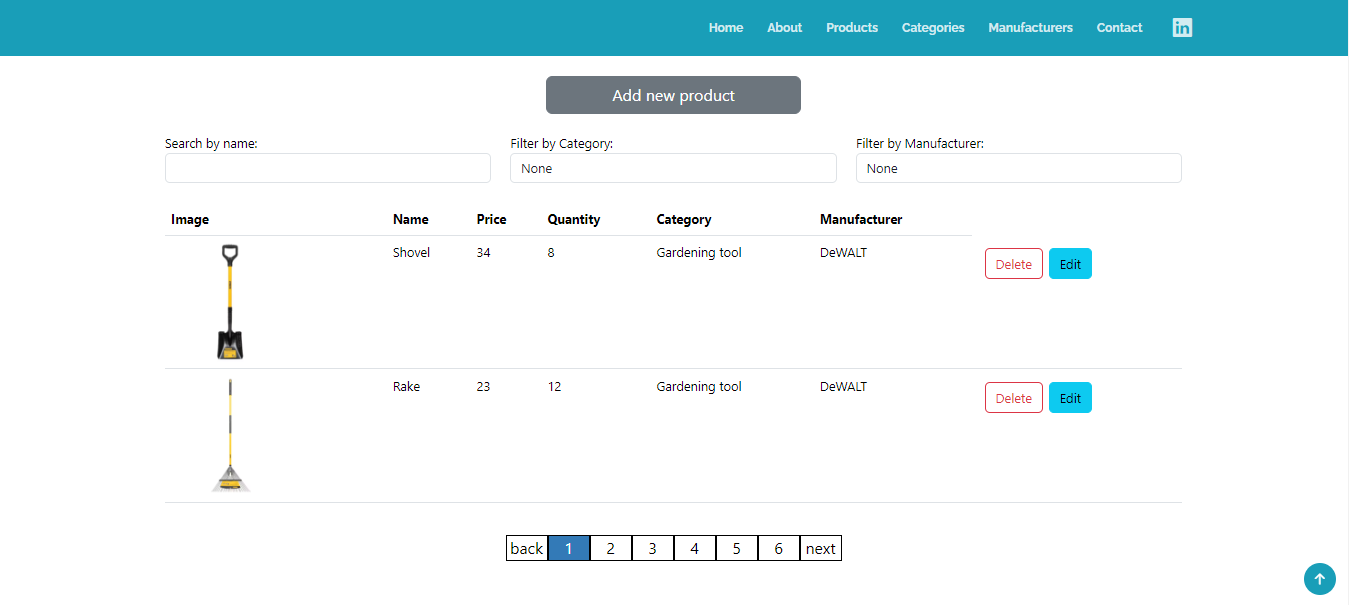 Home About Products Categories Manufacturers Contact in
Add new product
Search by name: Filter by Category: Filter by Manufacturer:
None None
Image Name Price Quantity Category Manufacturer
Shovel 34 8 Gardening tool DeWALT Delete Edit
Rake 23 12 Gardening tool DeWALT Delete Edit
back 1 2 3 4 5 6 next